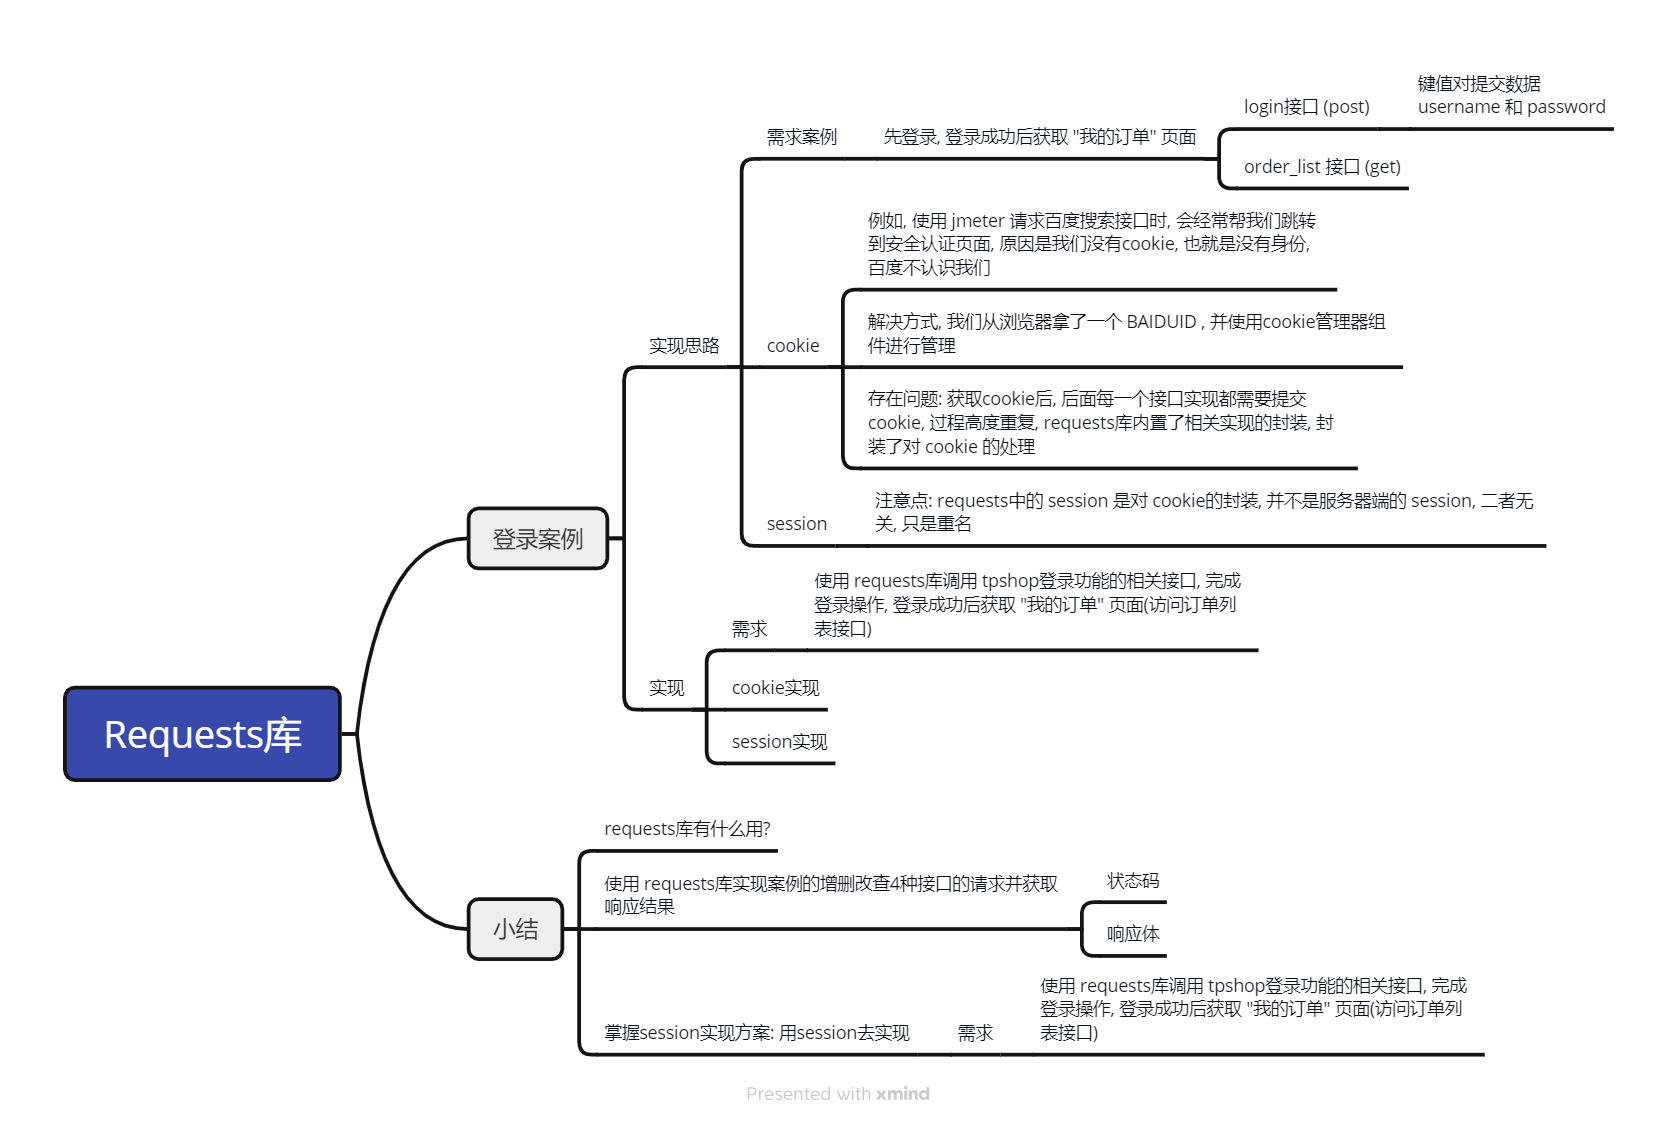 Requests库
登录案例
实现思路
需求案例
先登录, 登录成功后获取 "我的订单" 页面
login接口 (post)
键值对提交数据
username 和 password
order_list 接口 (get)
cookie
例如, 使用 jmeter 请求百度搜索接口时, 会经常帮我们跳转
到安全认证页面, 原因是我们没有cookie, 也就是没有身份,
百度不认识我们
解决方式, 我们从浏览器拿了一个 BAIDUID , 并使用cookie管理器组
件进行管理
存在问题: 获取cookie后, 后面每一个接口实现都需要提交
cookie, 过程高度重复, requests库内置了相关实现的封装, 封
装了对 cookie 的处理
session
注意点: requests中的 session 是对 cookie的封装, 并不是服务器端的 session, 二者无
关, 只是重名
实现
需求
使用 requests库调用 tpshop登录功能的相关接口, 完成
登录操作, 登录成功后获取 "我的订单" 页面(访问订单列
表接口)
cookie实现
session实现
小结
requests库有什么用?
使用 requests库实现案例的增删改查4种接口的请求并获取
响应结果
状态码
响应体
掌握session实现方案: 用session去实现
需求
使用 requests库调用 tpshop登录功能的相关接口, 完成
登录操作, 登录成功后获取 "我的订单" 页面(访问订单列
表接口)
Presented with xmind